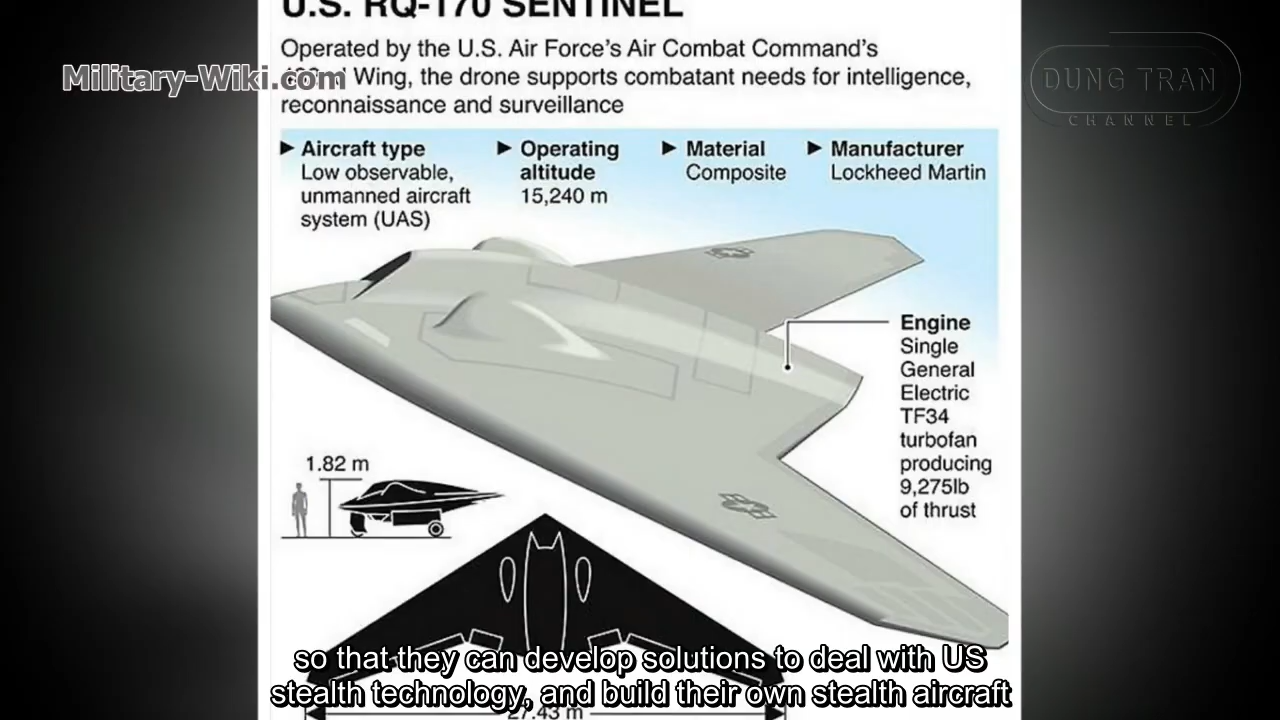 U.S. RQ-170 SENTINEL
Operated by the U.S. Air Force's Air Combat Command's
Wing, the drone supports combatant needs for intelligence,
reconnaissance and surveillance
Military-Wiki.com
DUNG TRAN
CHANNEL
► Aircraft type
Low observable,
unmanned aircraft
system (UAS)
► Operating
altitude
15,240 m
► Material
Composite
► Manufacturer
Lockheed Martin
Engine
Single
General
Electric
TF34
turbofan
producing
9,275lb
of thrust
1.82 m
27.43 m
so that they can develop solutions to deal with US
stealth technology, and build their own stealth aircraft